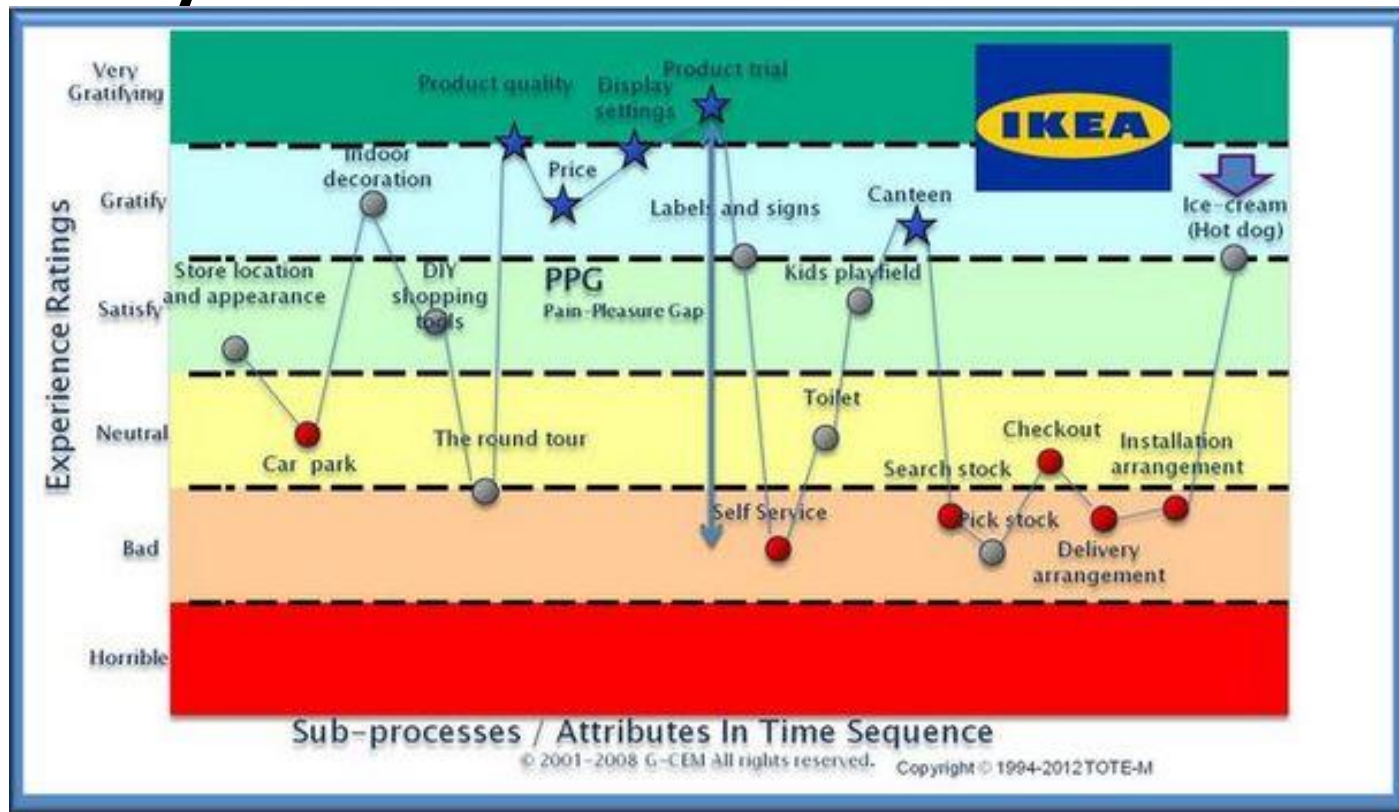 Very
Gratifying
Gratify
Satisfy
Neutral
Bad
Horrible
Experience Ratings
Store location
and appearance
Car park
Indoor
decoration
DIY
shopping
tools
The round tour
Product quality
Price
Display
settings
Product trial
PPG
Pain-Pleasure Gap
Labels and signs
Self Service
Toilet
Kids playfield
Canteen
Search stock
Pick stock
Checkout
Delivery
arrangement
Installation
arrangement
IKEA
Ice-cream
(Hot dog)
Sub-processes / Attributes In Time Sequence
© 2001-2008 G-CEM All rights reserved. Copyright © 1994-2012 TOTE-M